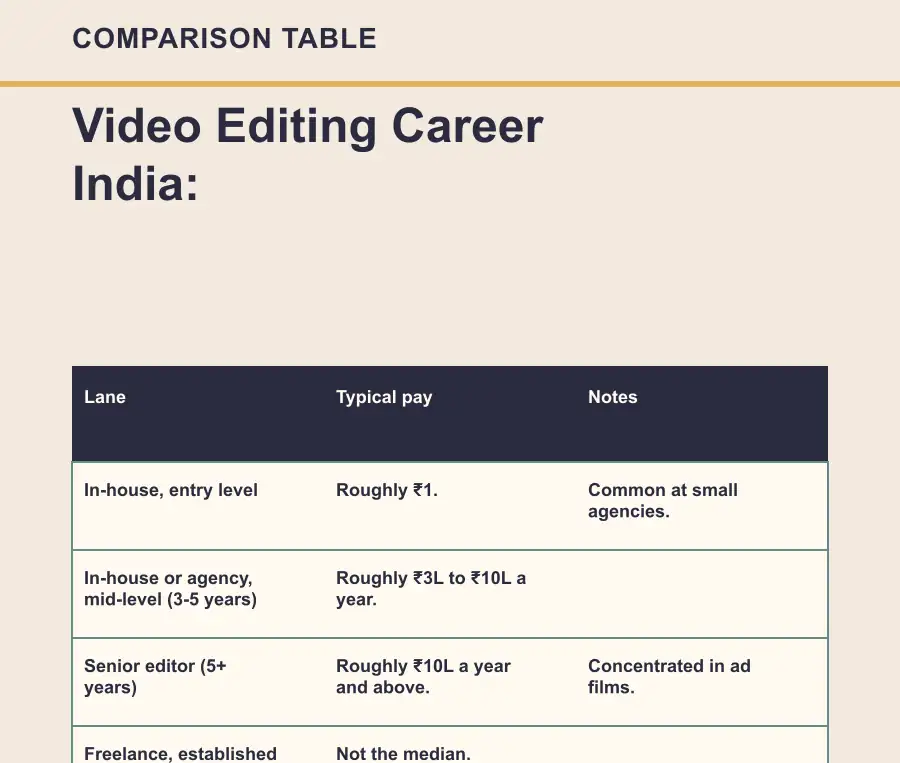 COMPARISON TABLE
Video Editing Career
India:
Lane
Typical pay
Notes
In-house, entry level
Roughly ₹1.
Common at small
agencies.
In-house or agency,
mid-level (3-5 years)
Roughly ₹3L to ₹10L a
year.
Senior editor (5+
years)
Roughly ₹10L a year
and above.
Concentrated in ad
films.
Freelance, established
Not the median.